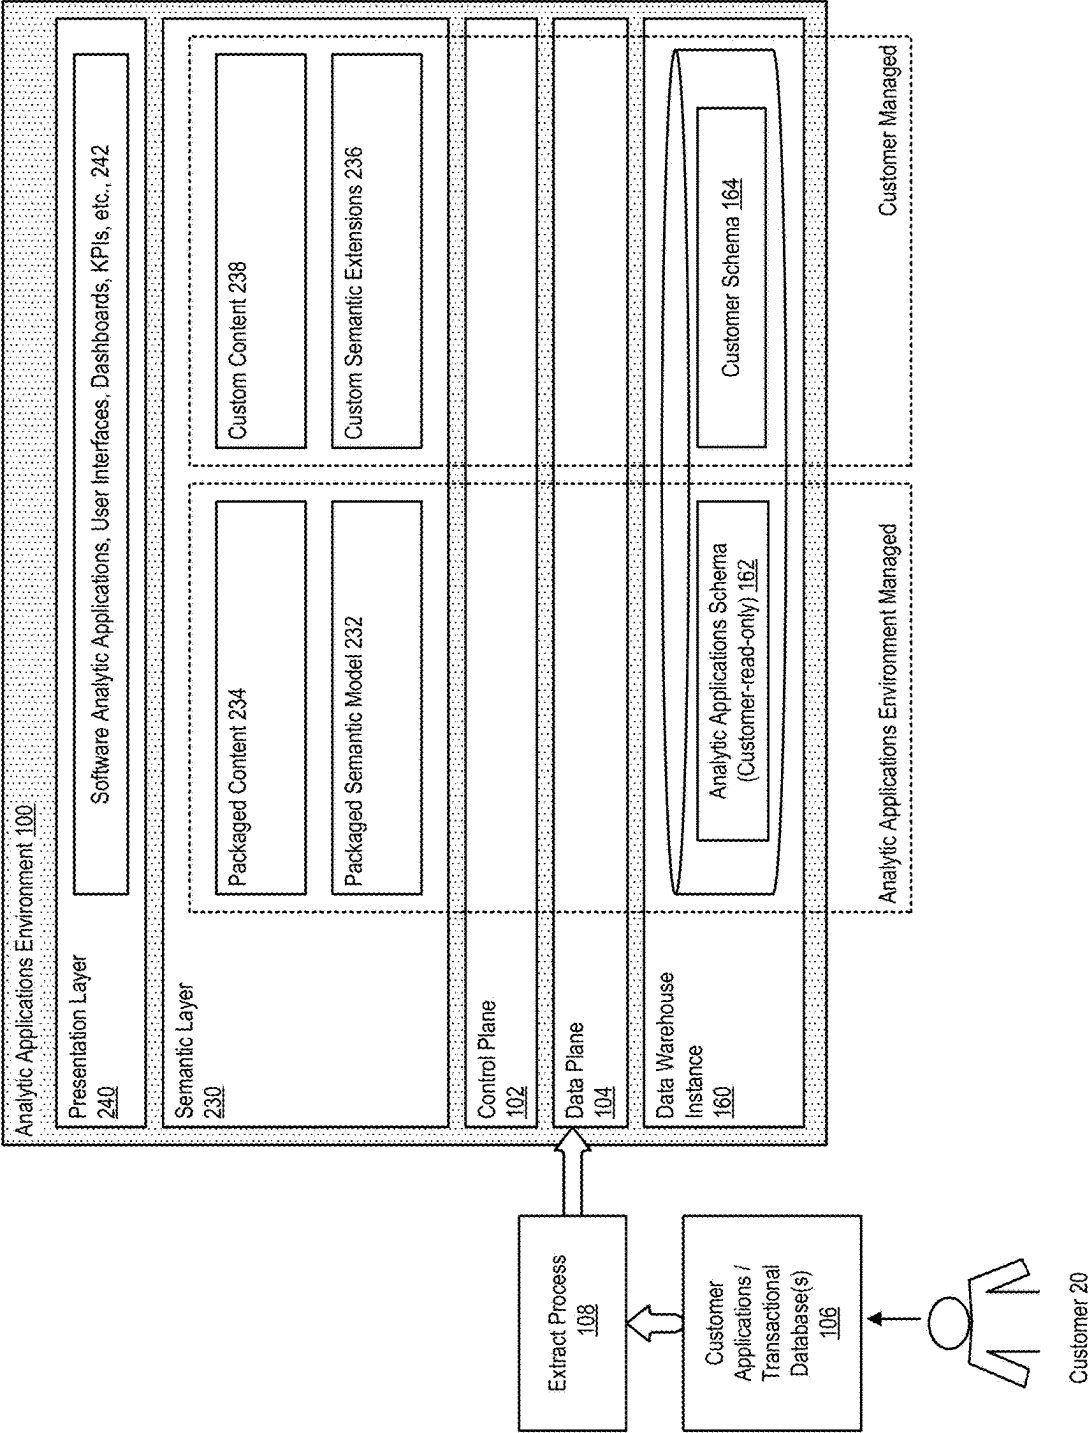 Analytic Applications Environment 100
Presentation Layer
240
Software Analytic Applications, User Interfaces, Dashboards, KPIs, etc., 242
Semantic Layer
230
Packaged Content 234
Custom Content 238
Packaged Semantic Model 232
Custom Semantic Extensions 236
Control Plane
102
Data Plane
104
Data Warehouse
Instance
160
Analytic Applications Schema
(Customer-read-only) 162
Customer Schema 164
Analytic Applications Environment Managed
Customer Managed
Extract Process
108
Customer
Applications /
Transactional
Database(s)
106
Customer 20